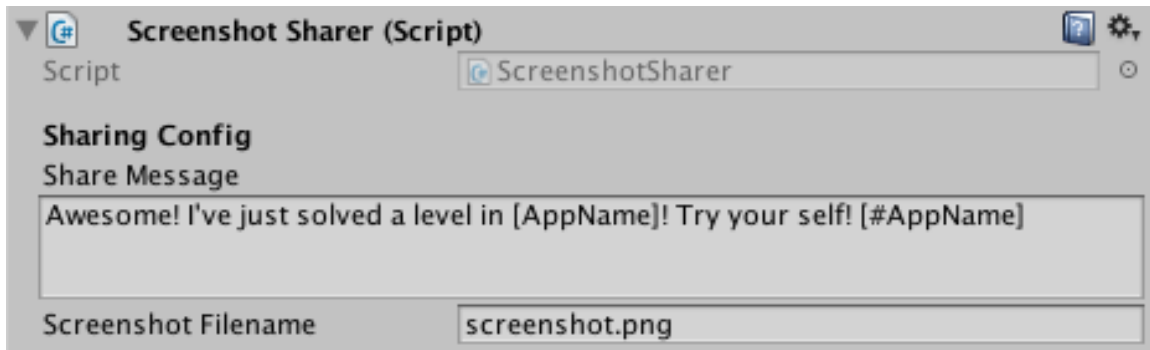 Screenshot Sharer (Script)
Script ScreenshotSharer
Sharing Config
Share Message
Awesome! I've just solved a level in [AppName]! Try your self! [#AppName]
Screenshot Filename screenshot.png